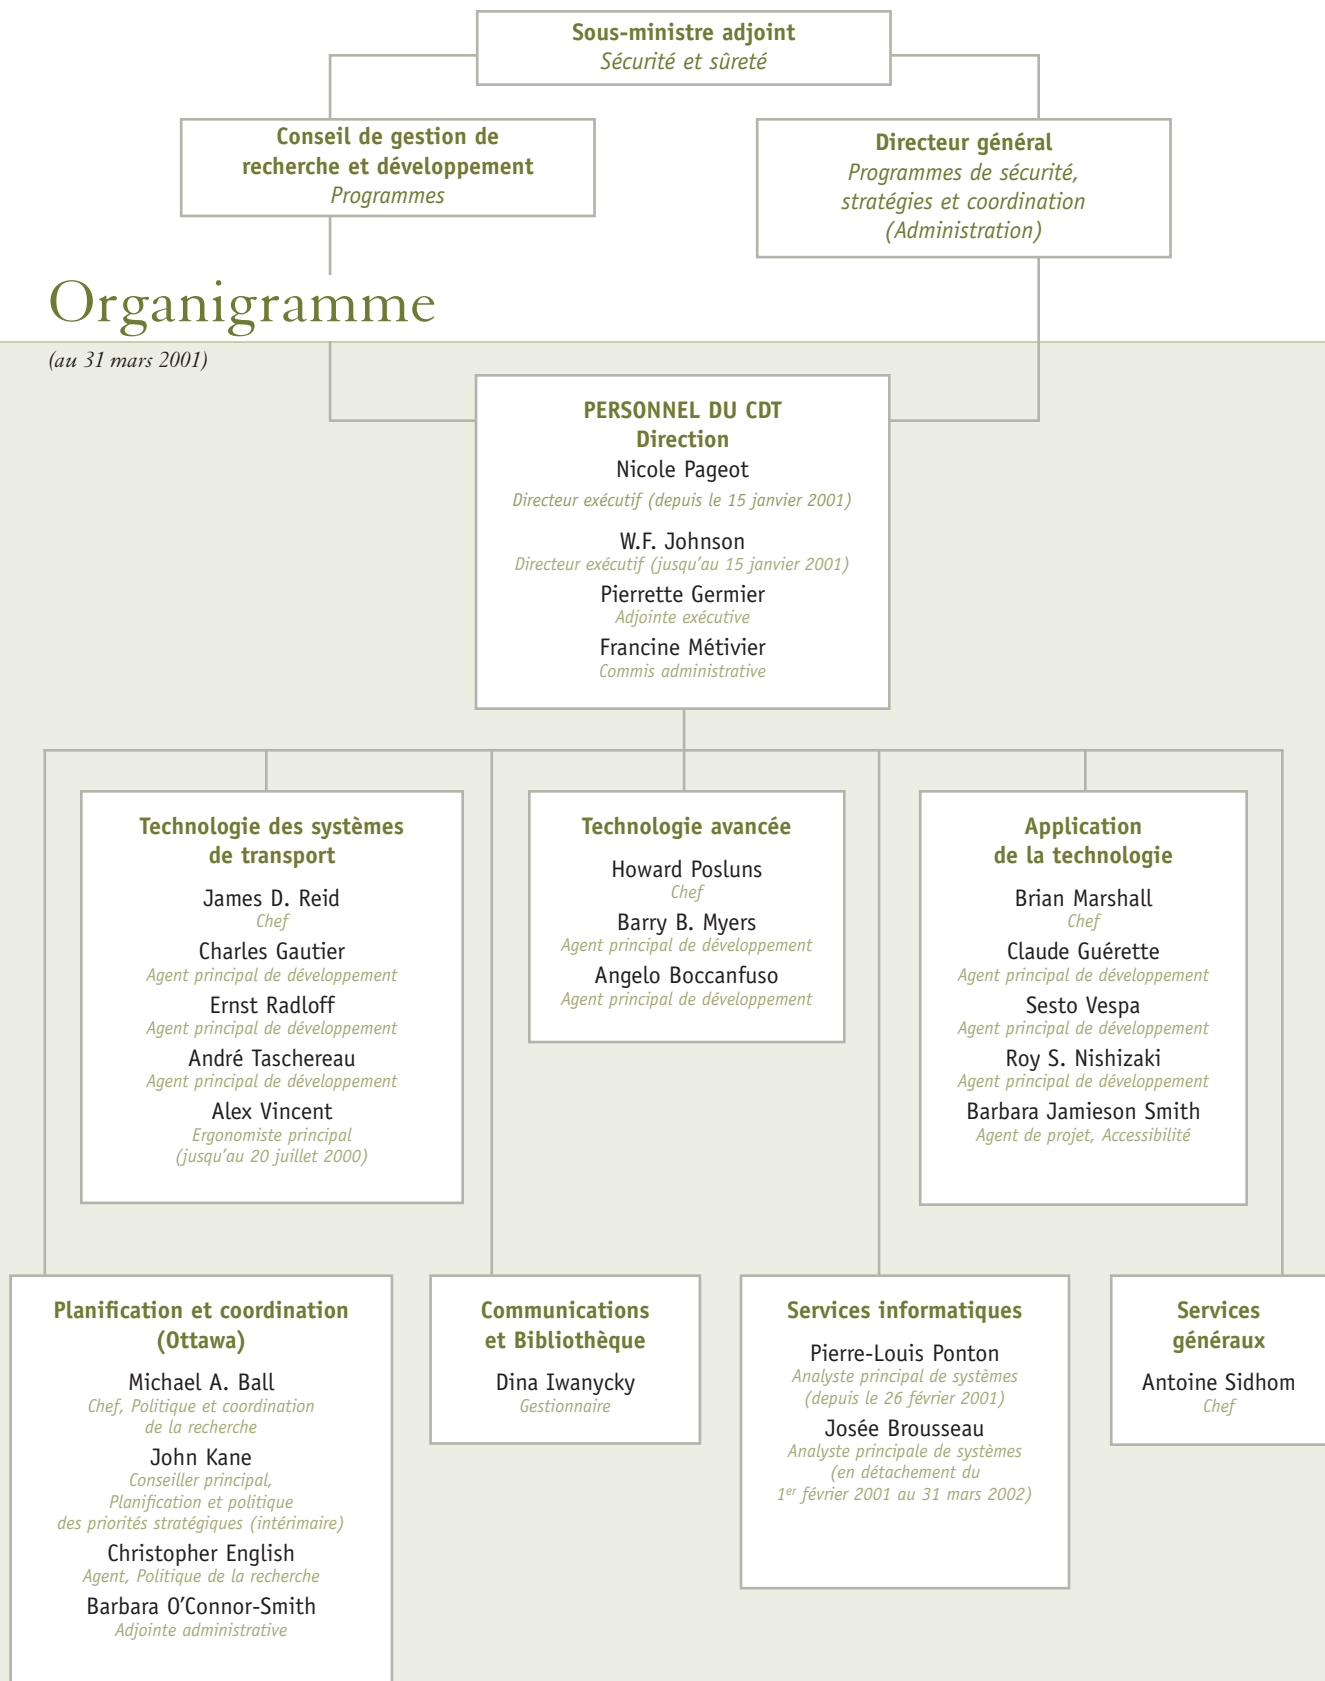 Sous-ministre adjoint
Sécurité et sûreté
Conseil de gestion de
recherche et développement
Programmes
Directeur général
Programmes de sécurité,
stratégies et coordination
(Administration)
Organigramme
(au 31 mars 2001)
PERSONNEL DU CDT
Direction
Nicole Pageot
Directeur exécutif (depuis le 15 janvier 2001)
W.F. Johnson
Directeur exécutif (jusqu'au 15 janvier 2001)
Pierrette Germier
Adjointe exécutive
Francine Métivier
Commis administrative
Technologie des systèmes
de transport
James D. Reid
Chef
Charles Gautier
Agent principal de développement
Ernst Radloff
Agent principal de développement
André Taschereau
Agent principal de développement
Alex Vincent
Ergonomiste principal
(jusqu'au 20 juillet 2000)
Technologie avancée
Howard Posluns
Chef
Barry B. Myers
Agent principal de développement
Angelo Boccanfuso
Agent principal de développement
Application
de la technologie
Brian Marshall
Chef
Claude Guérette
Agent principal de développement
Sesto Vespa
Agent principal de développement
Roy S. Nishizaki
Agent principal de développement
Barbara Jamieson Smith
Agent de projet, Accessibilité
Planification et coordination
(Ottawa)
Michael A. Ball
Chef, Politique et coordination
de la recherche
John Kane
Conseiller principal,
Planification et politique
des priorités stratégiques (intérimaire)
Christopher English
Agent, Politique de la recherche
Barbara O'Connor-Smith
Adjointe administrative
Communications
et Bibliothèque
Dina Iwanycky
Gestionnaire
Services informatiques
Pierre-Louis Ponton
Analyste principal de systèmes
(depuis le 26 février 2001)
Josée Brousseau
Analyste principale de systèmes
(en détachement du
1er février 2001 au 31 mars 2002)
Services
généraux
Antoine Sidhom
Chef